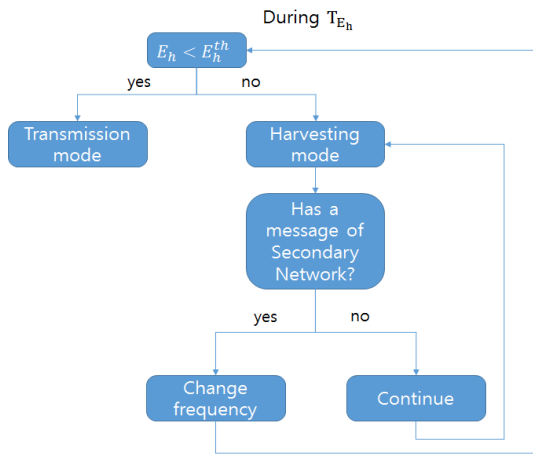 During T_{E_h}
E_h < E_h^{th}
yes
no
Transmission
mode
Harvesting
mode
Has a
message of
Secondary
Network?
yes
no
Change
frequency
Continue